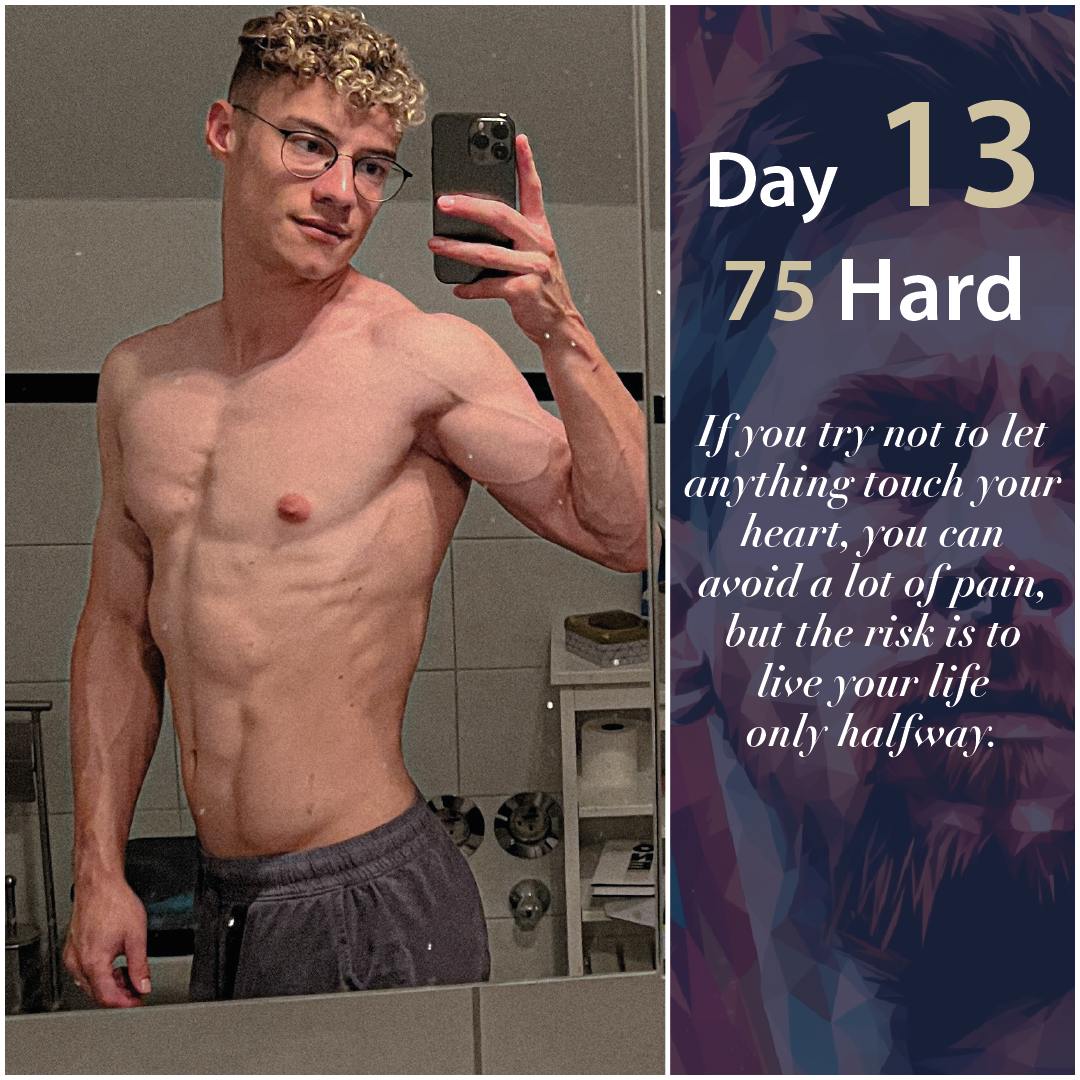 Day 13
75 Hard
If you try not to let
anything touch your
heart, you can
avoid a lot of pain,
but the risk is to
live your life
only halfway.